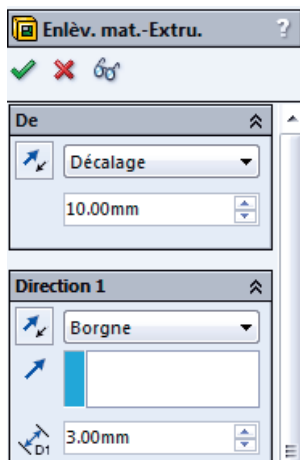 Enlèv. mat.-Extru. ?
De
Décalage
10.00mm
Direction 1
Borgne
D1 3.00mm